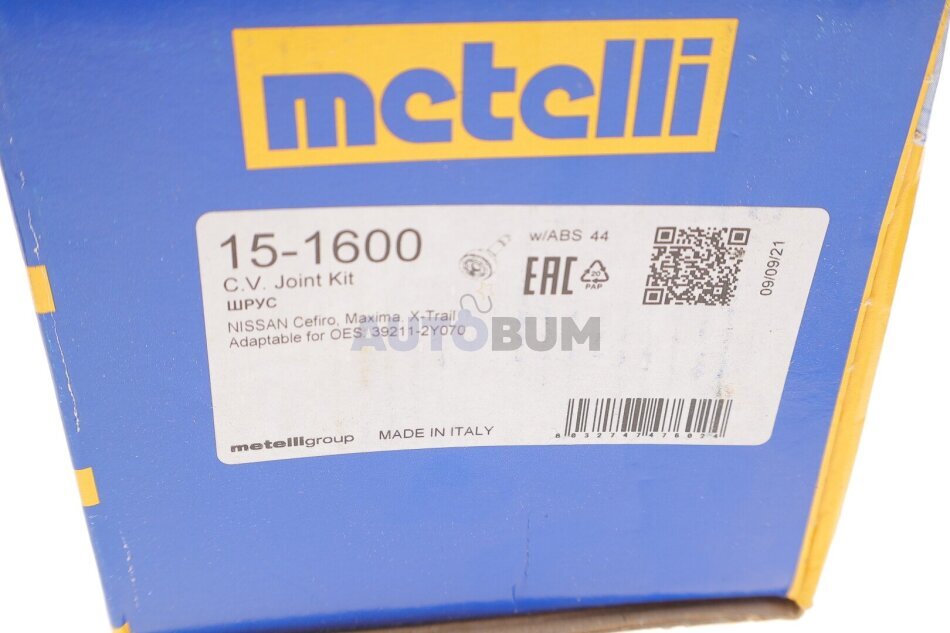 metelli
15-1600
w/ABS 44
C.V. Joint Kit
ШРУС
EAC
20
PAP
09/09/21
NISSAN Cefiro, Maxima, X-Trail
Adaptable for OES: 39211-2Y070
AUTOBUM
metelligroup
MADE IN ITALY
8032747476024